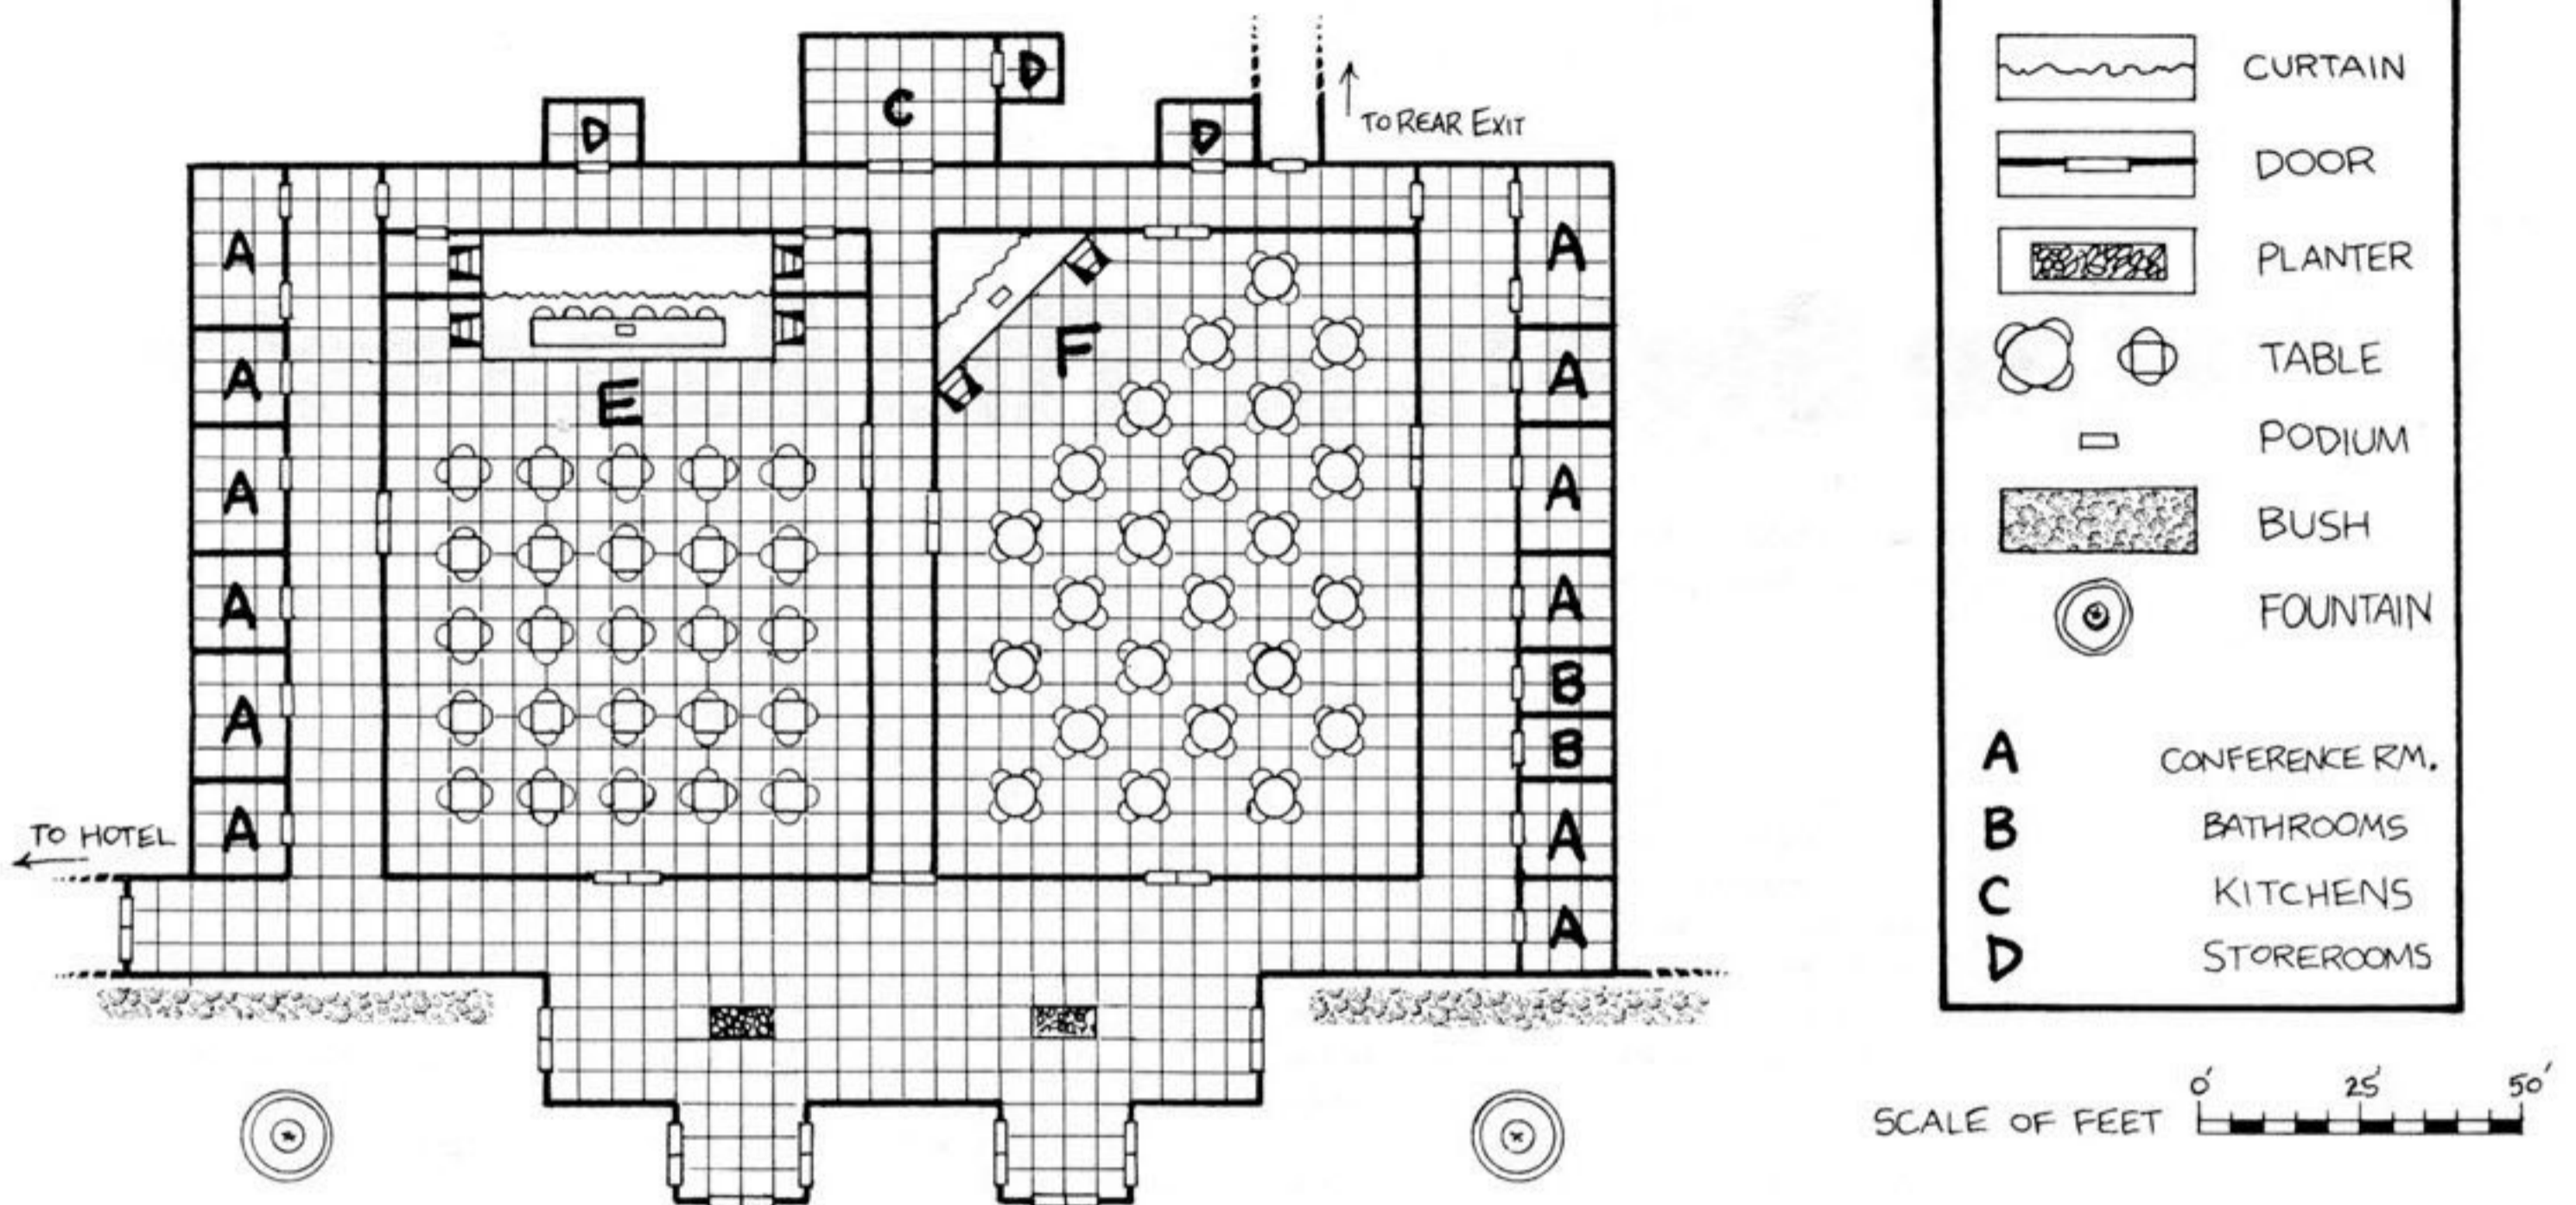 D
C
D
D
TO REAR EXIT
A
A
A
A
A
A
E
F
A
A
A
A
B
B
A
A
TO HOTEL
CURTAIN
DOOR
PLANTER
TABLE
PODIUM
BUSH
FOUNTAIN
A CONFERENCE RM.
B BATHROOMS
C KITCHENS
D STOREROOMS
0' 25' 50'
SCALE OF FEET